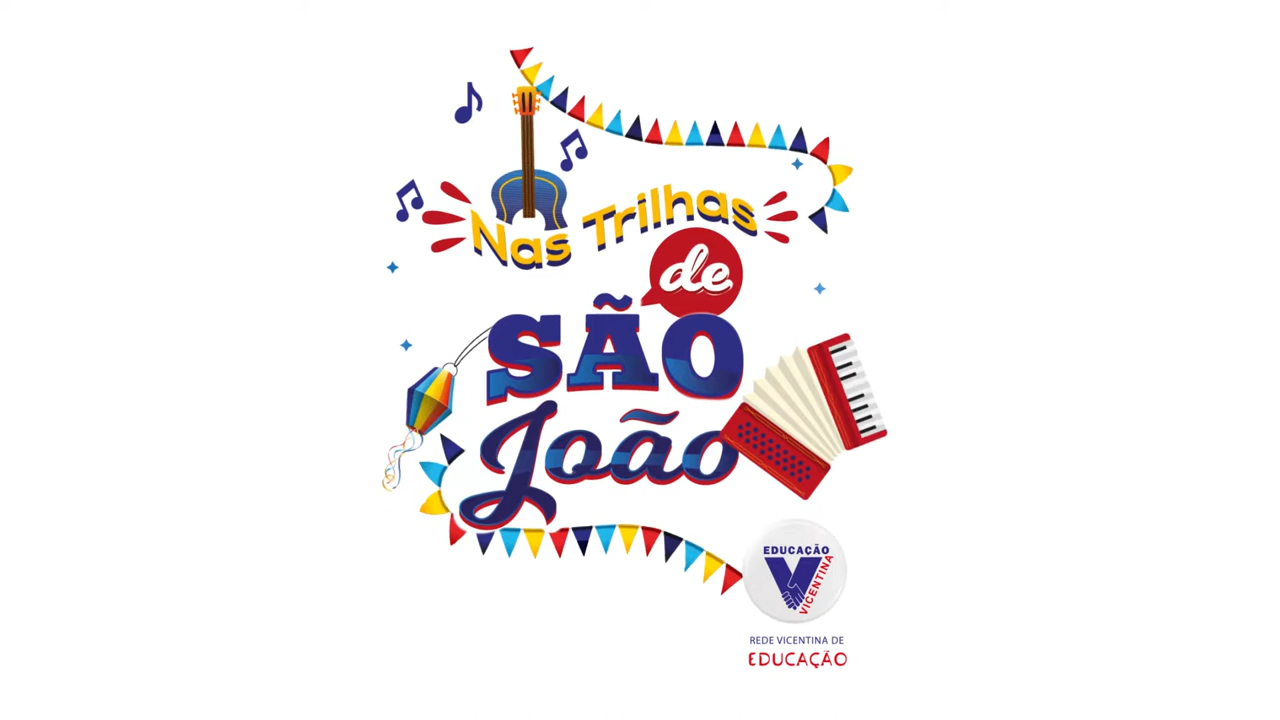 Nas Trilhas
de
SÃO
João
EDUCAÇÃO
VICENTINA
REDE VICENTINA DE
EDUCAÇÃO